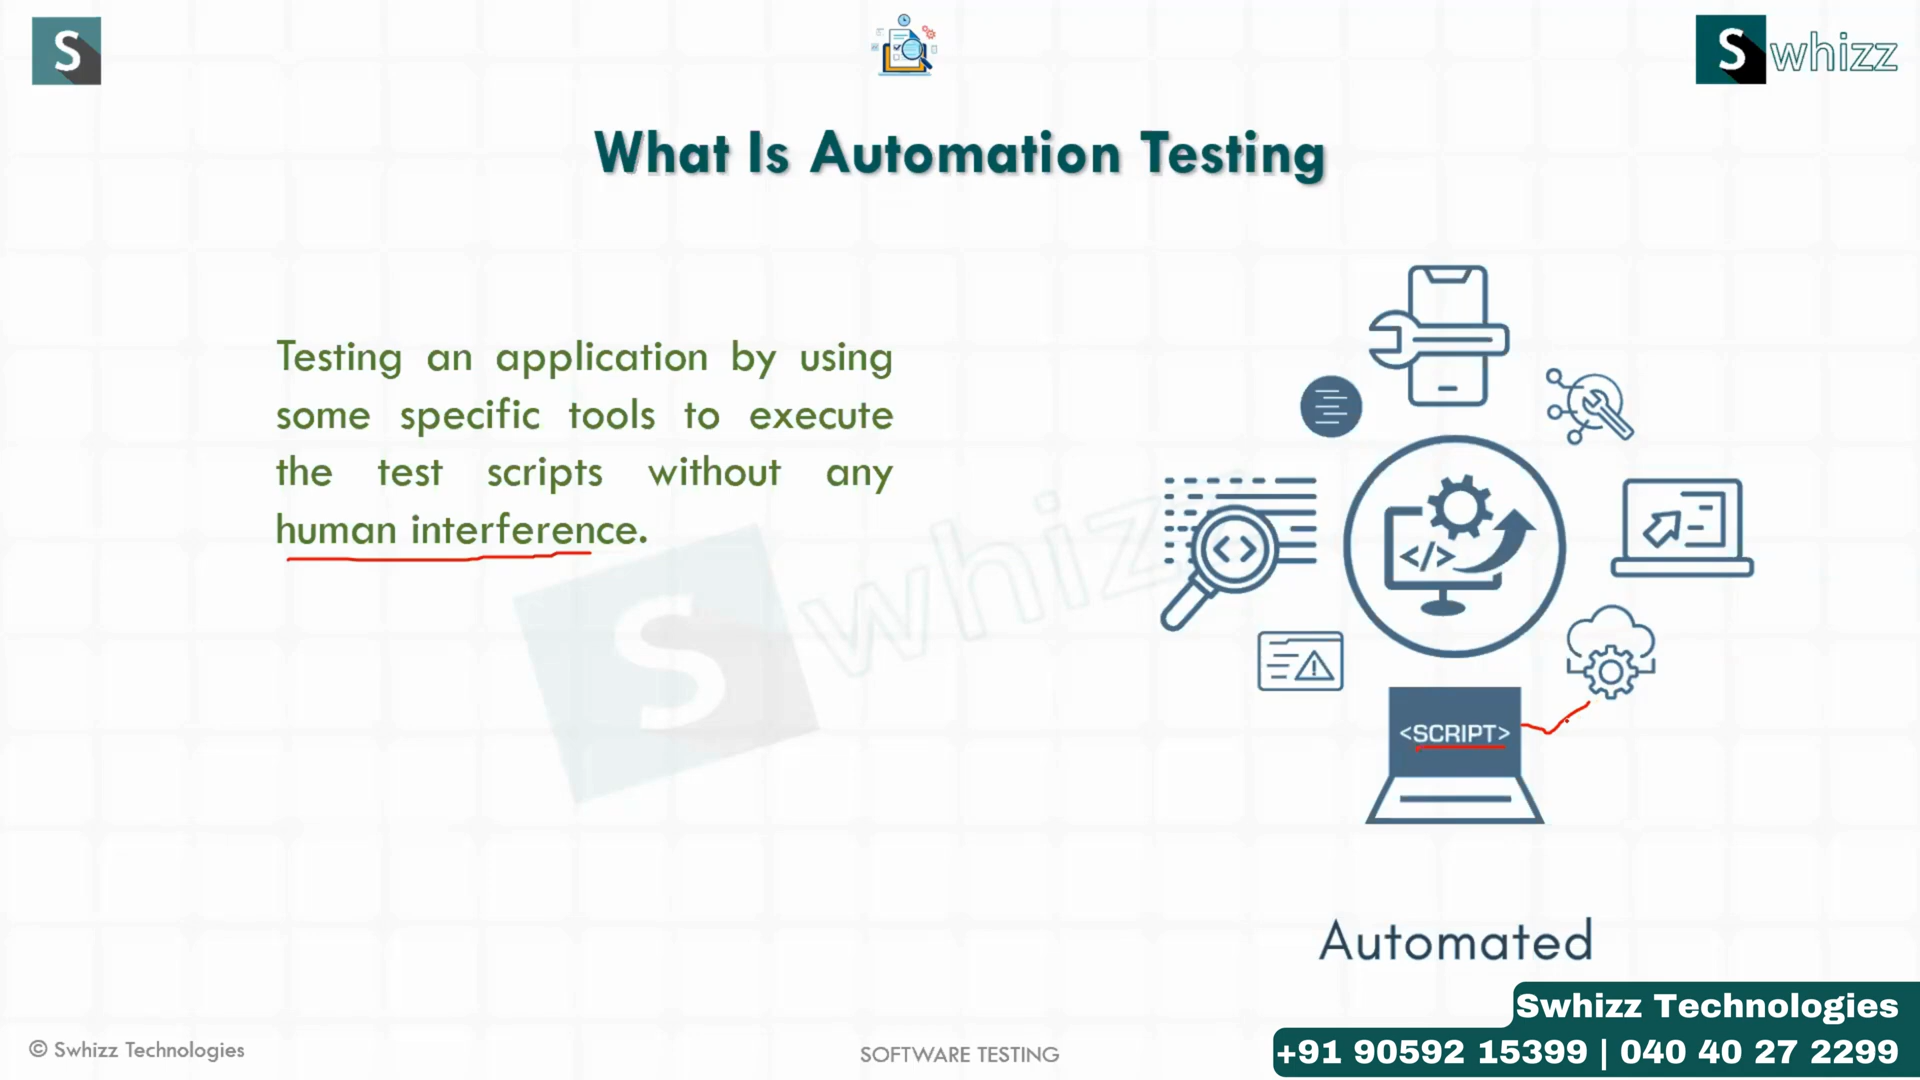 S
S whizz
What Is Automation Testing
Testing an application by using
some specific tools to execute
the test scripts without any
human interference.
S whizz
</>
<SCRIPT>
Automated
Swhizz Technologies
+91 90592 15399 | 040 40 27 2299
© Swhizz Technologies
SOFTWARE TESTING